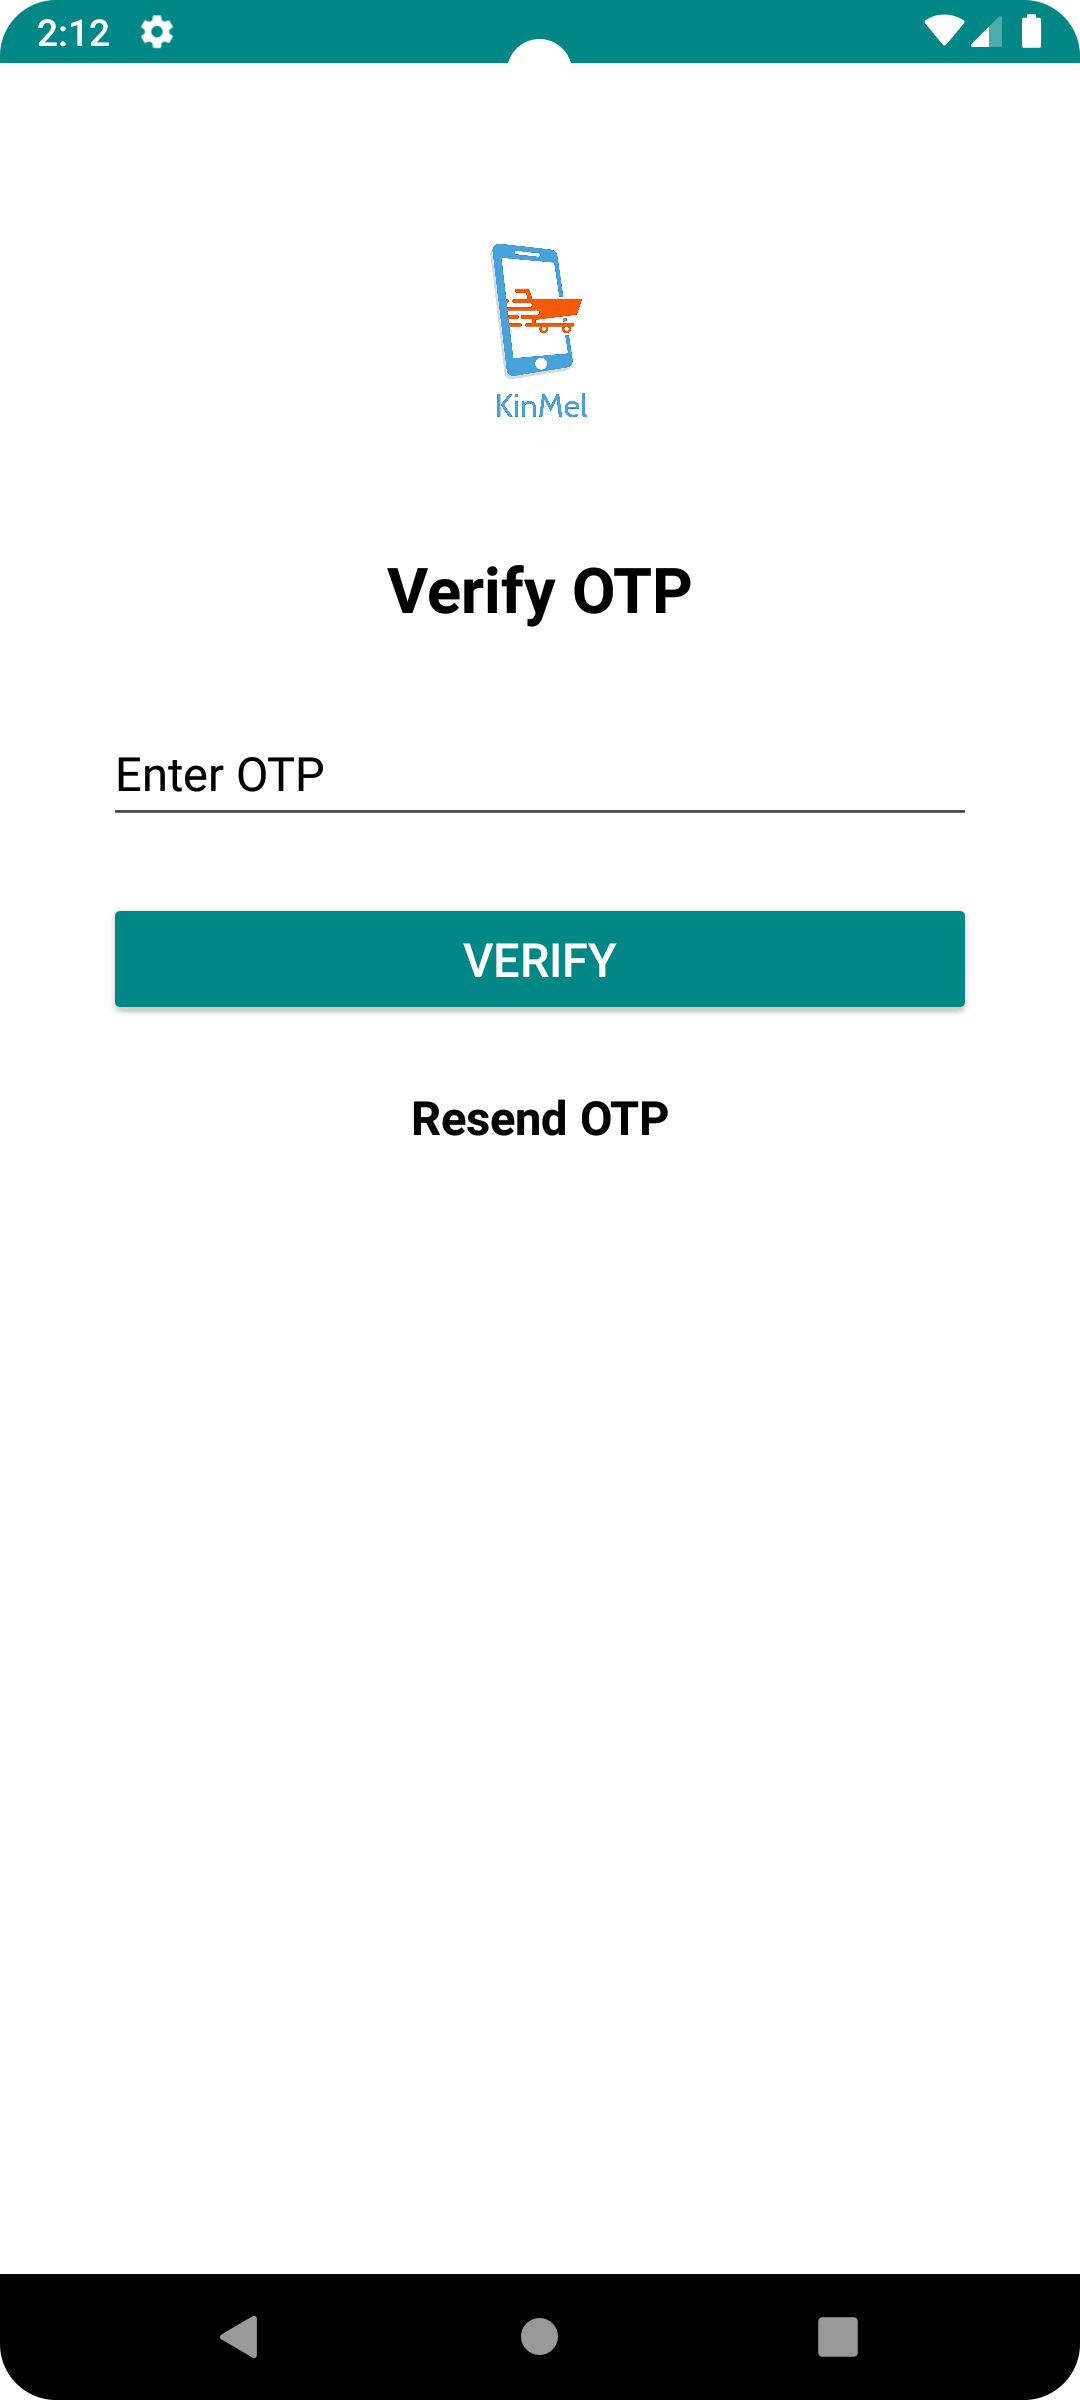 2:12
KinMel
Verify OTP
Enter OTP
VERIFY
Resend OTP